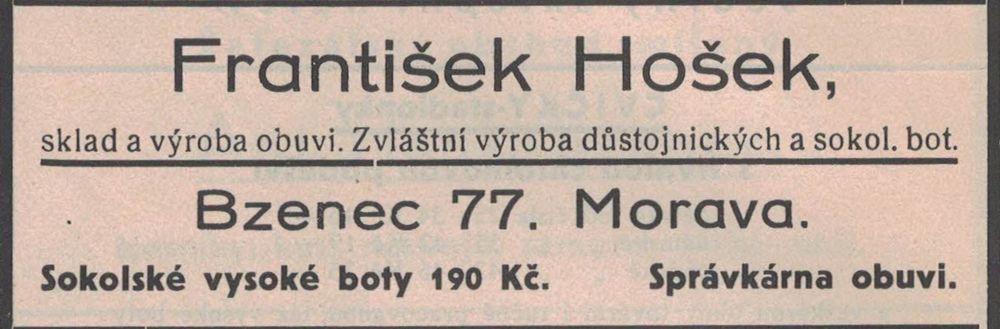 František Hošek,
sklad a výroba obuvi. Zvláštní výroba důstojnických a sokol. bot.
Bzenec 77. Morava.
Sokolské vysoké boty 190 Kč. Správkárna obuvi.